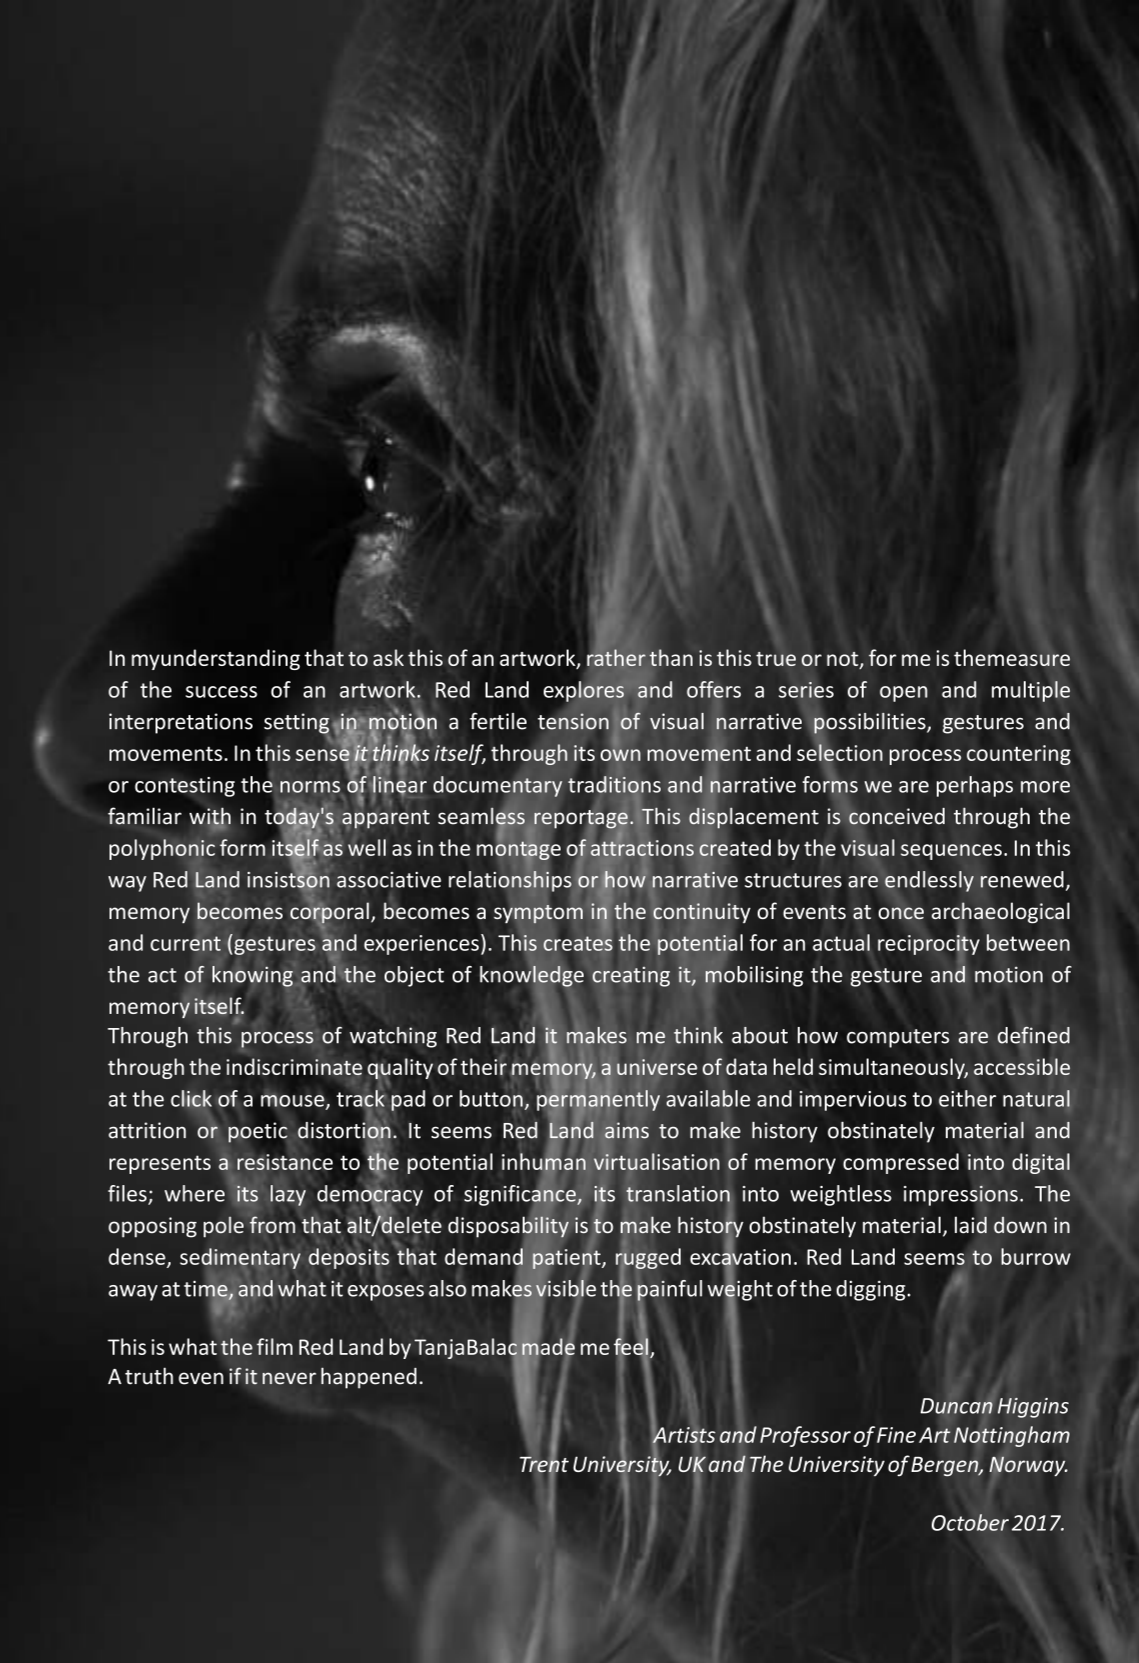 In myunderstanding that to ask this of an artwork, rather than is this true or not, for me is themeasure
of the success of an artwork. Red Land explores and offers a series of open and multiple
interpretations setting in motion a fertile tension of visual narrative possibilities, gestures and
movements. In this sense it thinks itself, through its own movement and selection process countering
or contesting the norms of linear documentary traditions and narrative forms we are perhaps more
familiar with in today's apparent seamless reportage. This displacement is conceived through the
polyphonic form itself as well as in the montage of attractions created by the visual sequences. In this
way Red Land insistson associative relationships or how narrative structures are endlessly renewed,
memory becomes corporal, becomes a symptom in the continuity of events at once archaeological
and current (gestures and experiences). This creates the potential for an actual reciprocity between
the act of knowing and the object of knowledge creating it, mobilising the gesture and motion of
memory itself.
Through this process of watching Red Land it makes me think about how computers are defined
through the indiscriminate quality of their memory, a universe of data held simultaneously, accessible
at the click of a mouse, track pad or button, permanently available and impervious to either natural
attrition or poetic distortion. It seems Red Land aims to make history obstinately material and
represents a resistance to the potential inhuman virtualisation of memory compressed into digital
files; where its lazy democracy of significance, its translation into weightless impressions. The
opposing pole from that alt/delete disposability is to make history obstinately material, laid down in
dense, sedimentary deposits that demand patient, rugged excavation. Red Land seems to burrow
away at time, and what it exposes also makes visible the painful weight of the digging.
This is what the film Red Land by TanjaBalac made me feel,
A truth even if it never happened.
Duncan Higgins
Artists and Professor of Fine Art Nottingham
Trent University, UK and The University of Bergen, Norway.
October 2017.